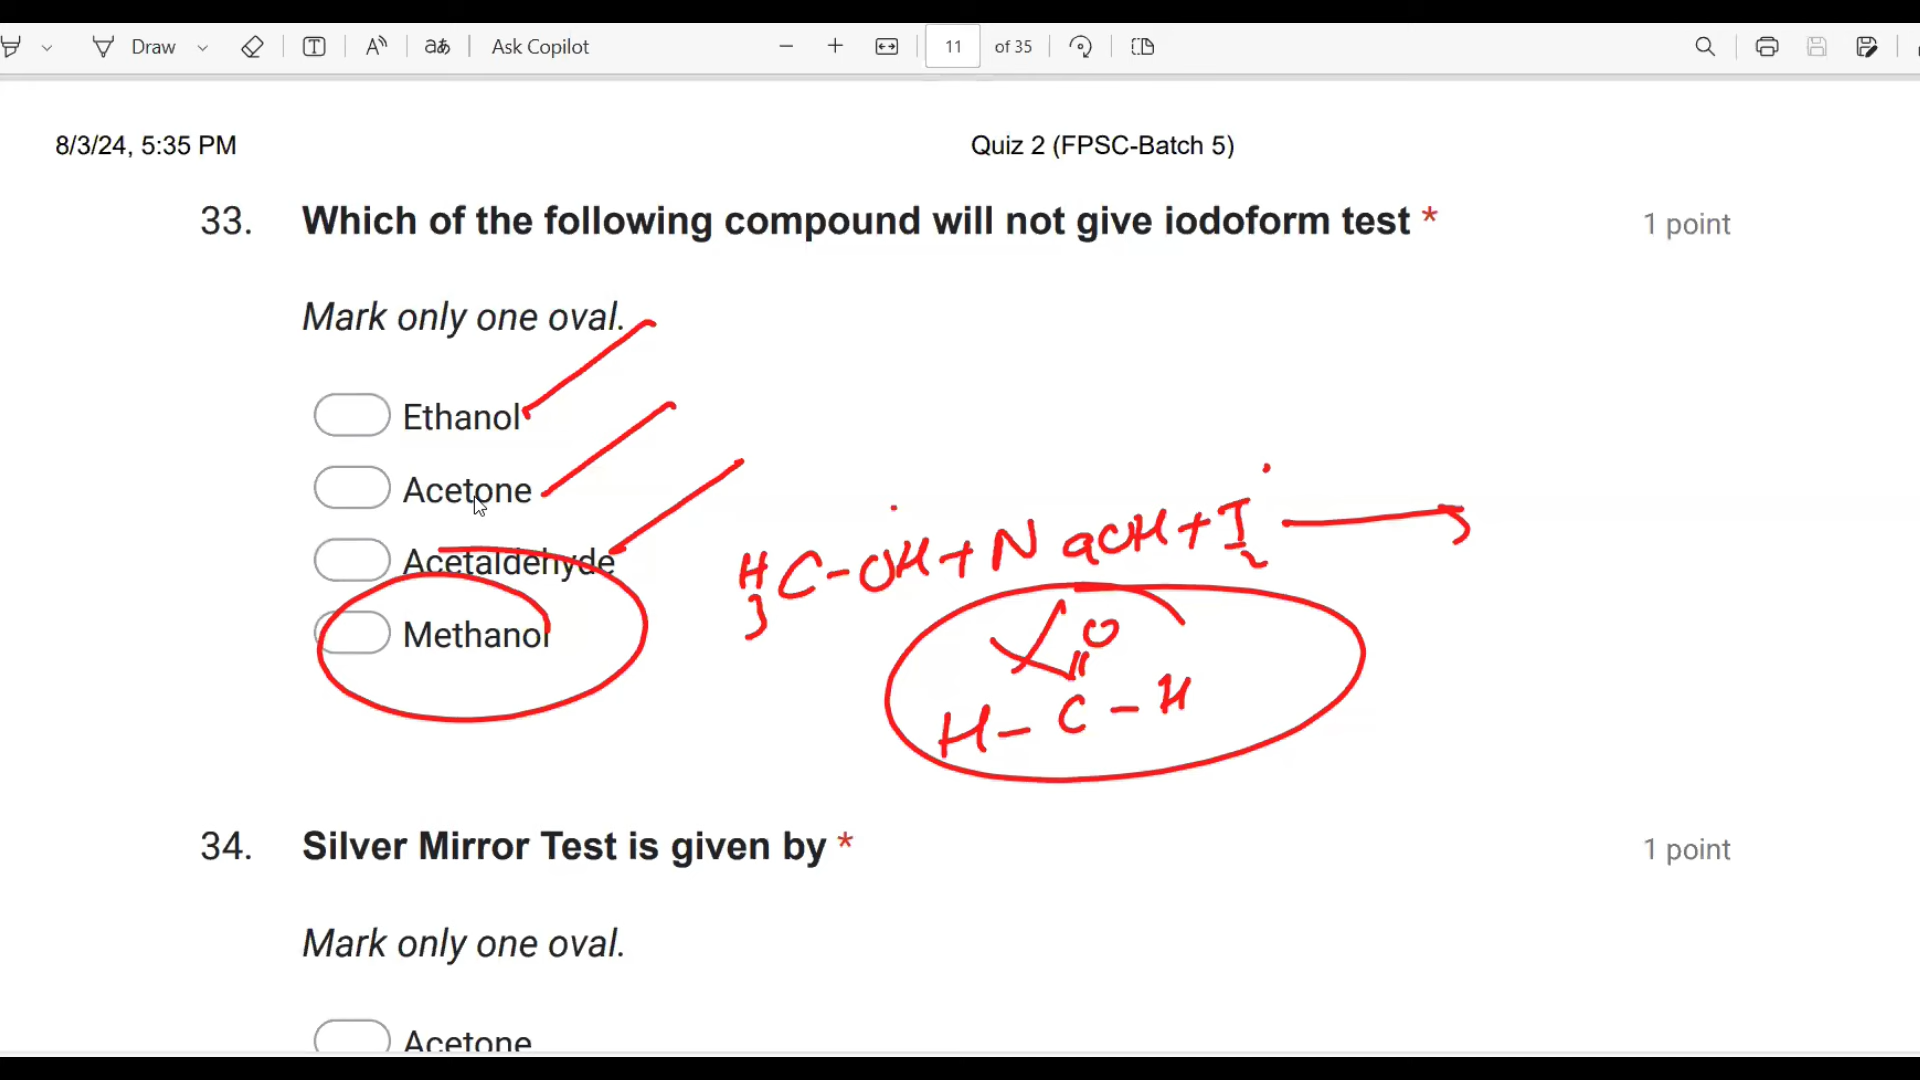 Draw aあ Ask Copilot 11 of 35
8/3/24, 5:35 PM Quiz 2 (FPSC-Batch 5)
33. Which of the following compound will not give iodoform test * 1 point
Mark only one oval.
Ethanol
Acetone
Acetaldehyde
Methanol
H3C-OH+NaOH+I2
O
H-C-H
34. Silver Mirror Test is given by * 1 point
Mark only one oval.
Acetone